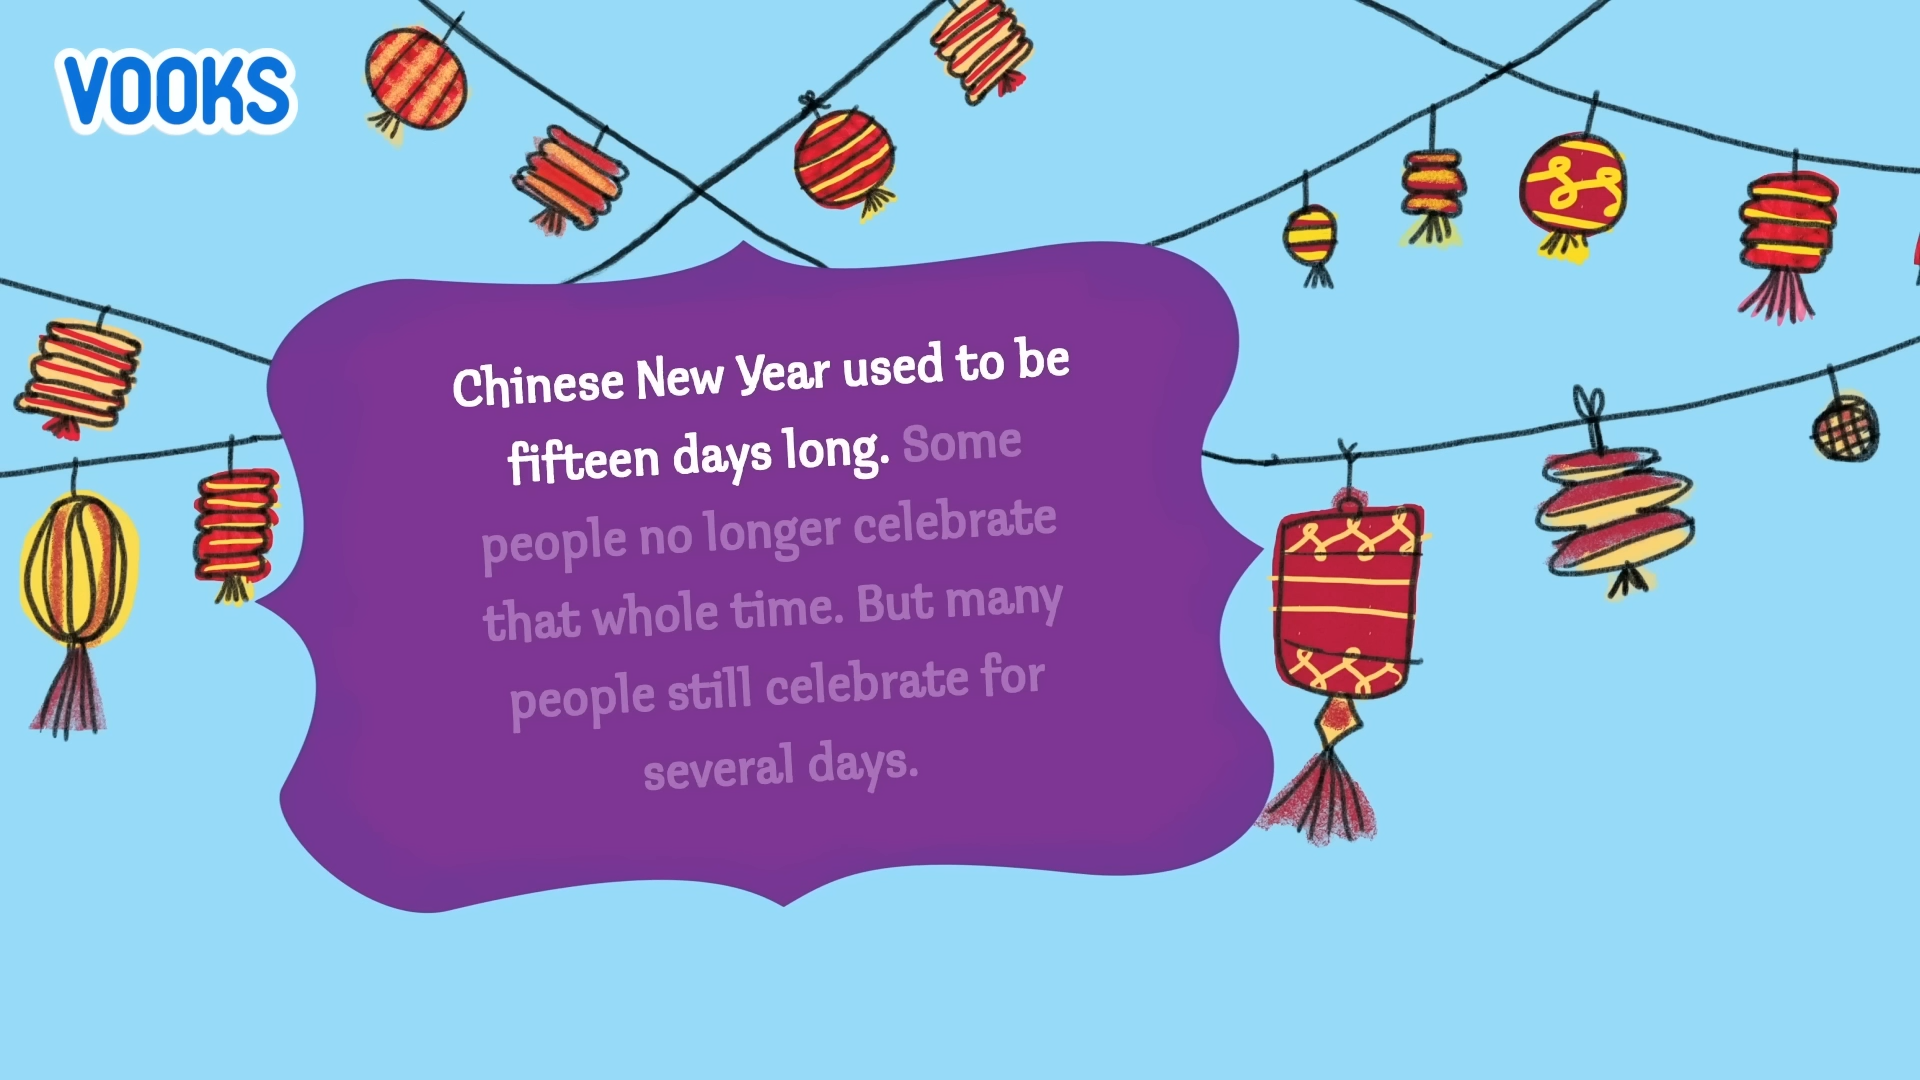 VOOKS
Chinese New Year used to be
fifteen days long. Some
people no longer celebrate
that whole time. But many
people still celebrate for
several days.